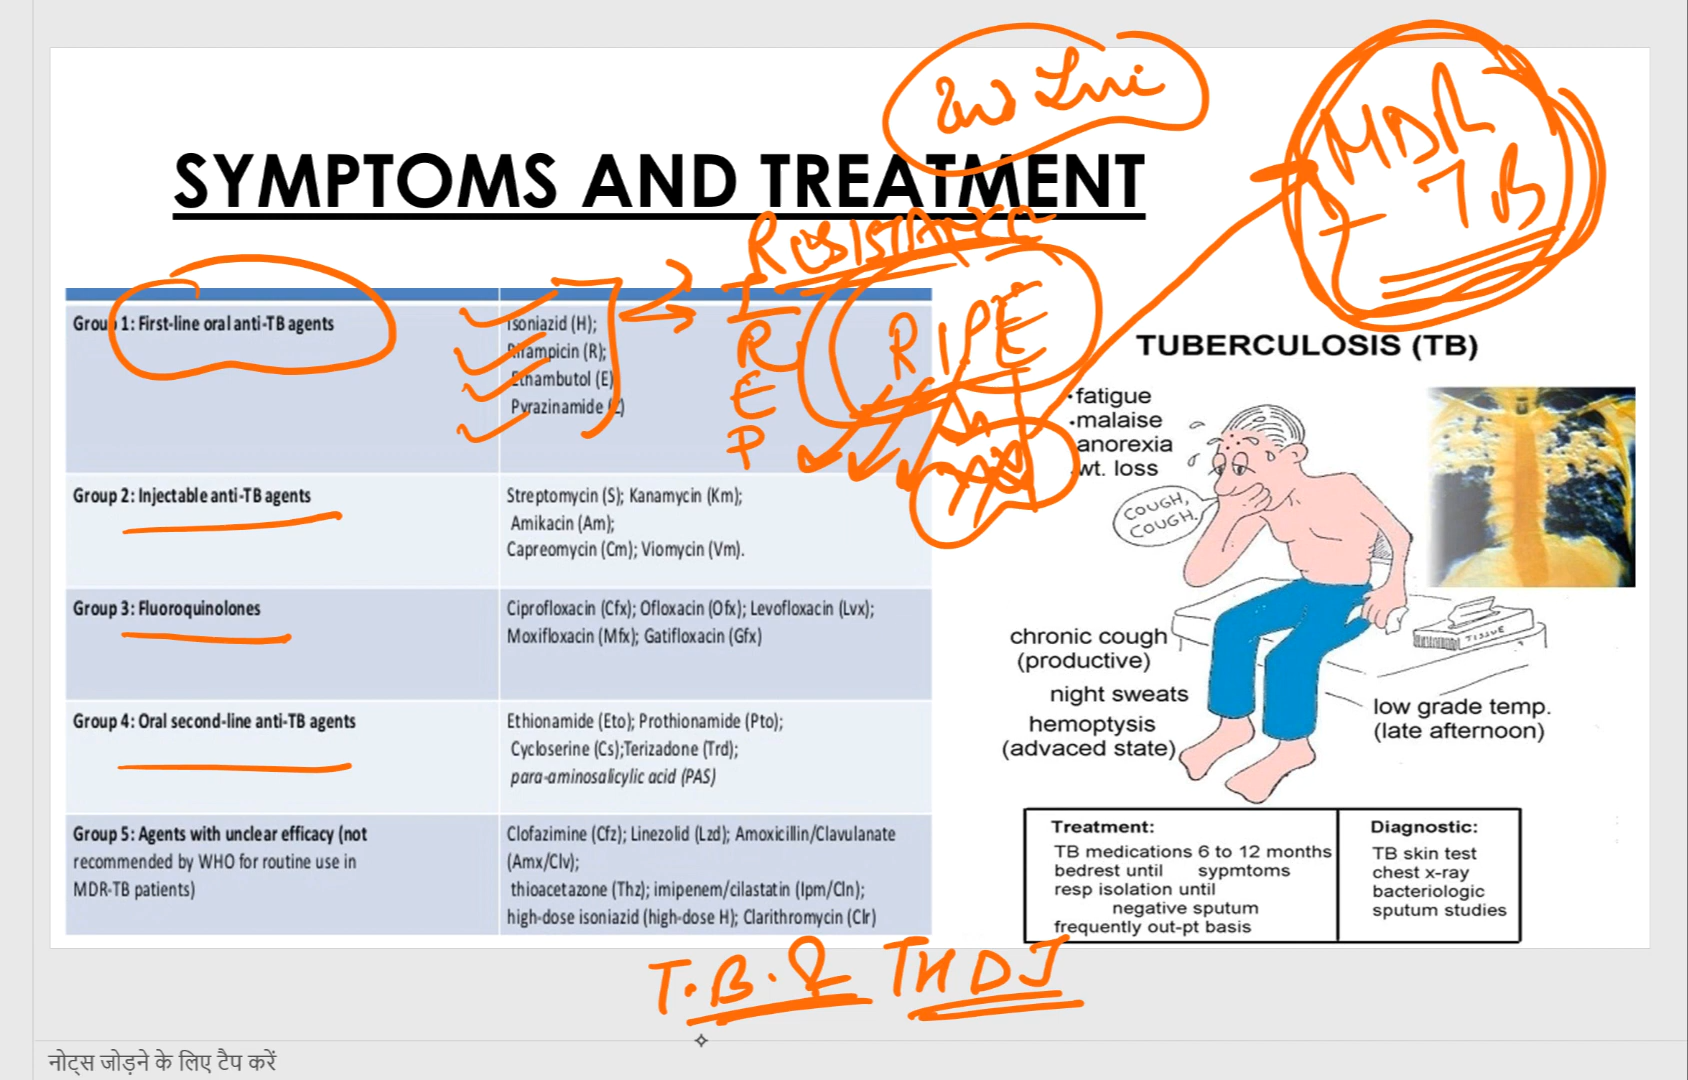 2nd Line
MDR
- TB
SYMPTOMS AND TREATMENT
RESISTANCE
I
R
E
P
RIPE
Group 1: First-line oral anti-TB agents
Isoniazid (H);
Rifampicin (R);
Ethambutol (E)
Pyrazinamide (Z)
Group 2: Injectable anti-TB agents
Streptomycin (S); Kanamycin (Km);
Amikacin (Am);
Capreomycin (Cm); Viomycin (Vm).
Group 3: Fluoroquinolones
Ciprofloxacin (Cfx); Ofloxacin (Ofx); Levofloxacin (Lvx);
Moxifloxacin (Mfx); Gatifloxacin (Gfx)
Group 4: Oral second-line anti-TB agents
Ethionamide (Eto); Prothionamide (Pto);
Cycloserine (Cs);Terizadone (Trd);
para-aminosalicylic acid (PAS)
Group 5: Agents with unclear efficacy (not
recommended by WHO for routine use in
MDR-TB patients)
Clofazimine (Cfz); Linezolid (Lzd); Amoxicillin/Clavulanate
(Amx/Clv);
thioacetazone (Thz); imipenem/cilastatin (Ipm/Cln);
high-dose isoniazid (high-dose H); Clarithromycin (Clr)
TUBERCULOSIS (TB)
•fatigue
•malaise
anorexia
wt. loss
COUGH,
COUGH.
TISSUE
chronic cough
(productive)
night sweats
hemoptysis
(advaced state)
low grade temp.
(late afternoon)
Treatment:
TB medications 6 to 12 months
bedrest until sypmtoms
resp isolation until
negative sputum
frequently out-pt basis
Diagnostic:
TB skin test
chest x-ray
bacteriologic
sputum studies
T.B.
नोट्स जोड़ने के लिए टैप करें